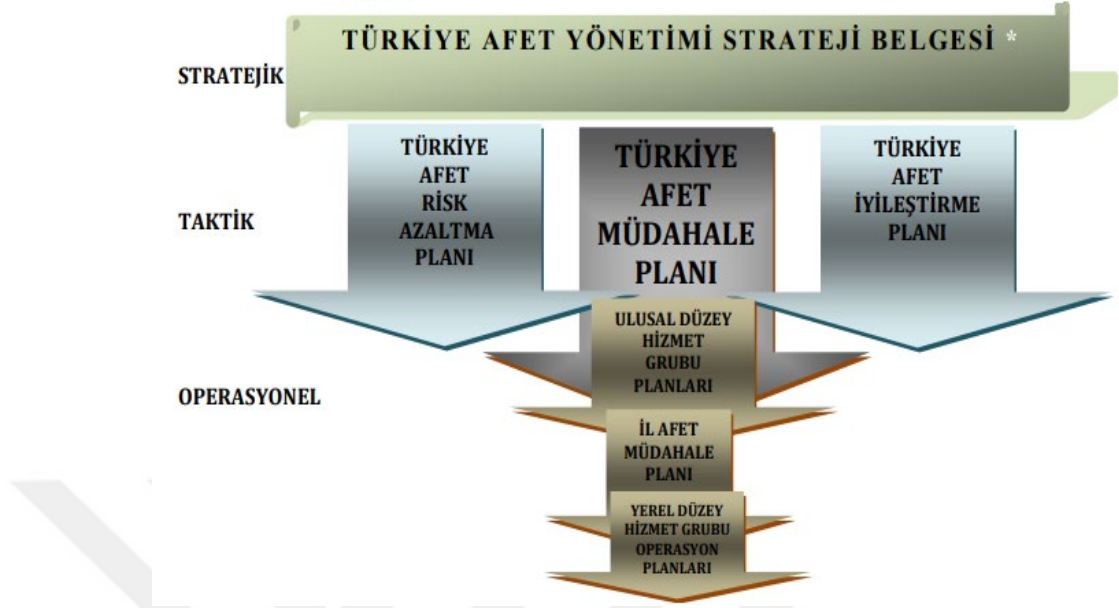 TÜRKİYE AFET YÖNETİMİ STRATEJİ BELGESİ *
STRATEJİK
TAKTİK
TÜRKİYE
AFET
RİSK
AZALTMA
PLANI
TÜRKİYE
AFET
MÜDAHALE
PLANI
TÜRKİYE
AFET
İYİLEŞTİRME
PLANI
OPERASYONEL
ULUSAL DÜZEY
HİZMET
GRUBU
PLANLARI
İL AFET
MÜDAHALE
PLANI
YEREL DÜZEY
HİZMET GRUBU
OPERASYON
PLANLARI